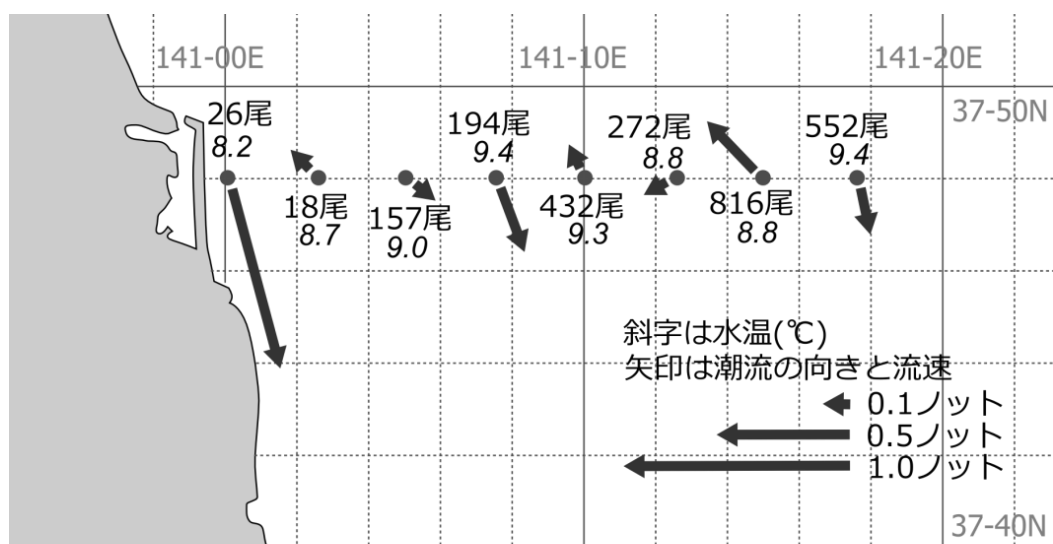 141-00E
141-10E
141-20E
37-50N
26尾
8.2
18尾
8.7
157尾
9.0
194尾
9.4
432尾
9.3
272尾
8.8
816尾
8.8
552尾
9.4
斜字は水温(℃)
矢印は潮流の向きと流速
0.1ノット
0.5ノット
1.0ノット
37-40N